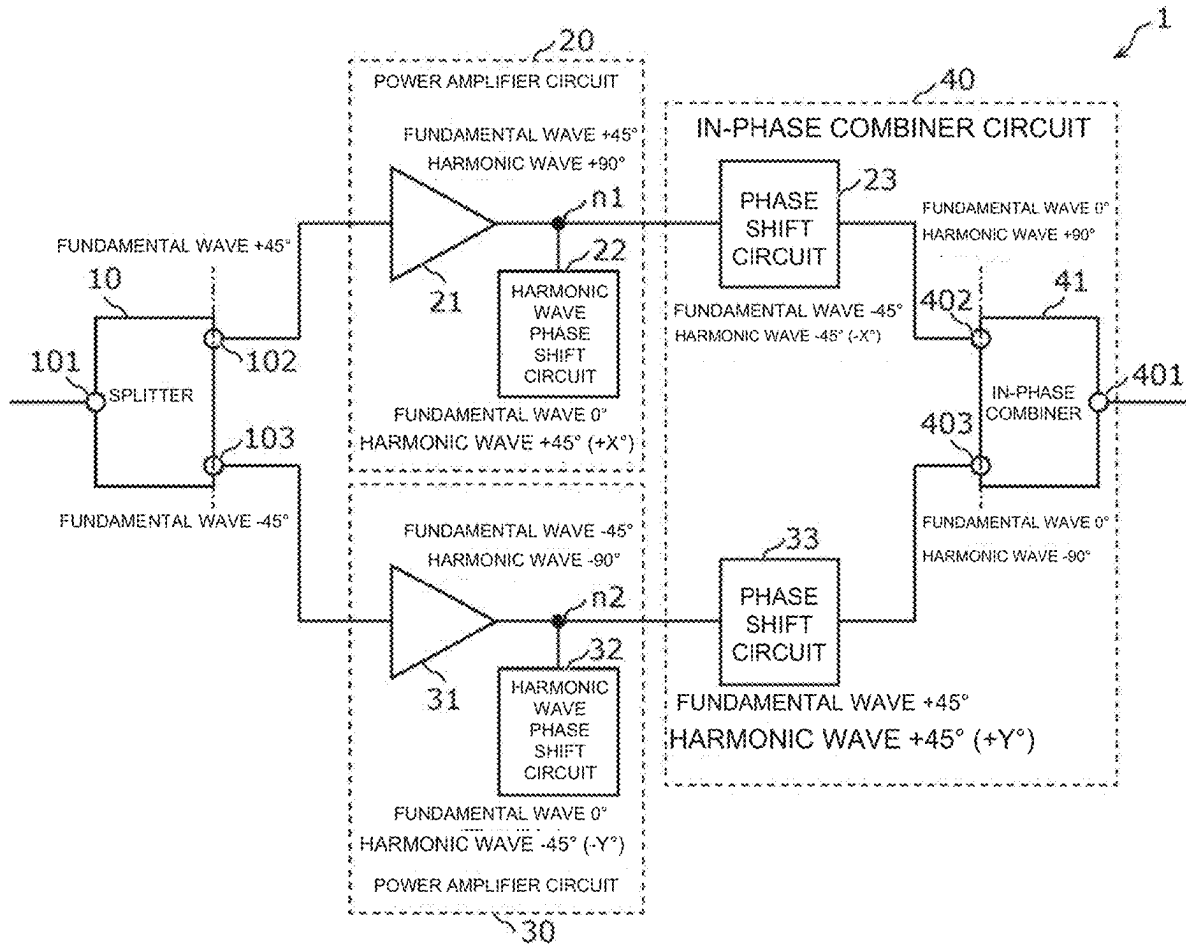 1
20
POWER AMPLIFIER CIRCUIT
FUNDAMENTAL WAVE +45°
HARMONIC WAVE +90°
n1
21
22
HARMONIC
WAVE
PHASE
SHIFT
CIRCUIT
FUNDAMENTAL WAVE 0°
HARMONIC WAVE +45° (+X°)
FUNDAMENTAL WAVE +45°
10
101
SPLITTER
102
103
FUNDAMENTAL WAVE -45°
FUNDAMENTAL WAVE -45°
HARMONIC WAVE -90°
n2
31
32
HARMONIC
WAVE
PHASE
SHIFT
CIRCUIT
FUNDAMENTAL WAVE 0°
HARMONIC WAVE -45° (-Y°)
POWER AMPLIFIER CIRCUIT
30
40
IN-PHASE COMBINER CIRCUIT
23
PHASE
SHIFT
CIRCUIT
FUNDAMENTAL WAVE -45°
HARMONIC WAVE -45° (-X°)
FUNDAMENTAL WAVE 0°
HARMONIC WAVE +90°
402
41
IN-PHASE
COMBINER
401
403
FUNDAMENTAL WAVE 0°
HARMONIC WAVE -90°
33
PHASE
SHIFT
CIRCUIT
FUNDAMENTAL WAVE +45°
HARMONIC WAVE +45° (+Y°)